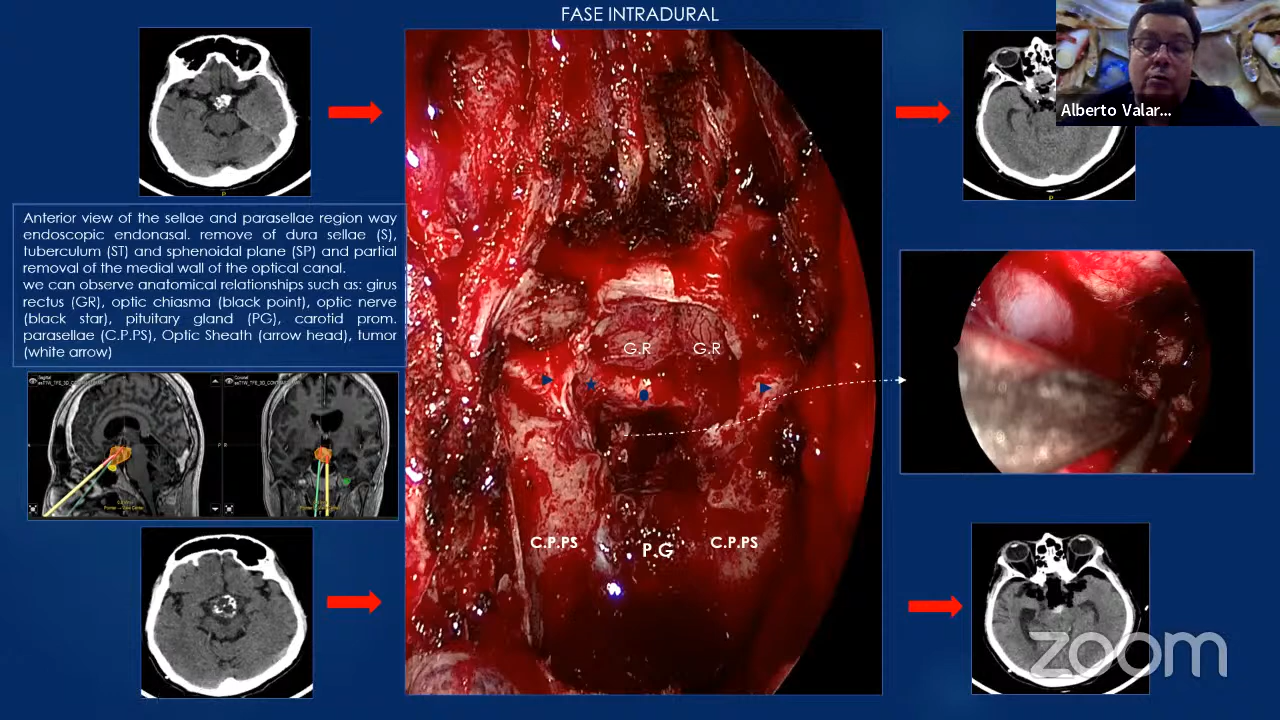 FASE INTRADURAL
Alberto Valar...
Anterior view of the sellae and parasellae region way
endoscopic endonasal. remove of dura sellae (S),
tuberculum (ST) and sphenoidal plane (SP) and partial
removal of the medial wall of the optical canal.
we can observe anatomical relationships such as: girus
rectus (GR), optic chiasma (black point), optic nerve
(black star), pituitary gland (PG), carotid prom.
parasellae (C.P.PS), Optic Sheath (arrow head), tumor
(white arrow)
G.R G.R
C.P.PS P.G C.P.PS
zoom